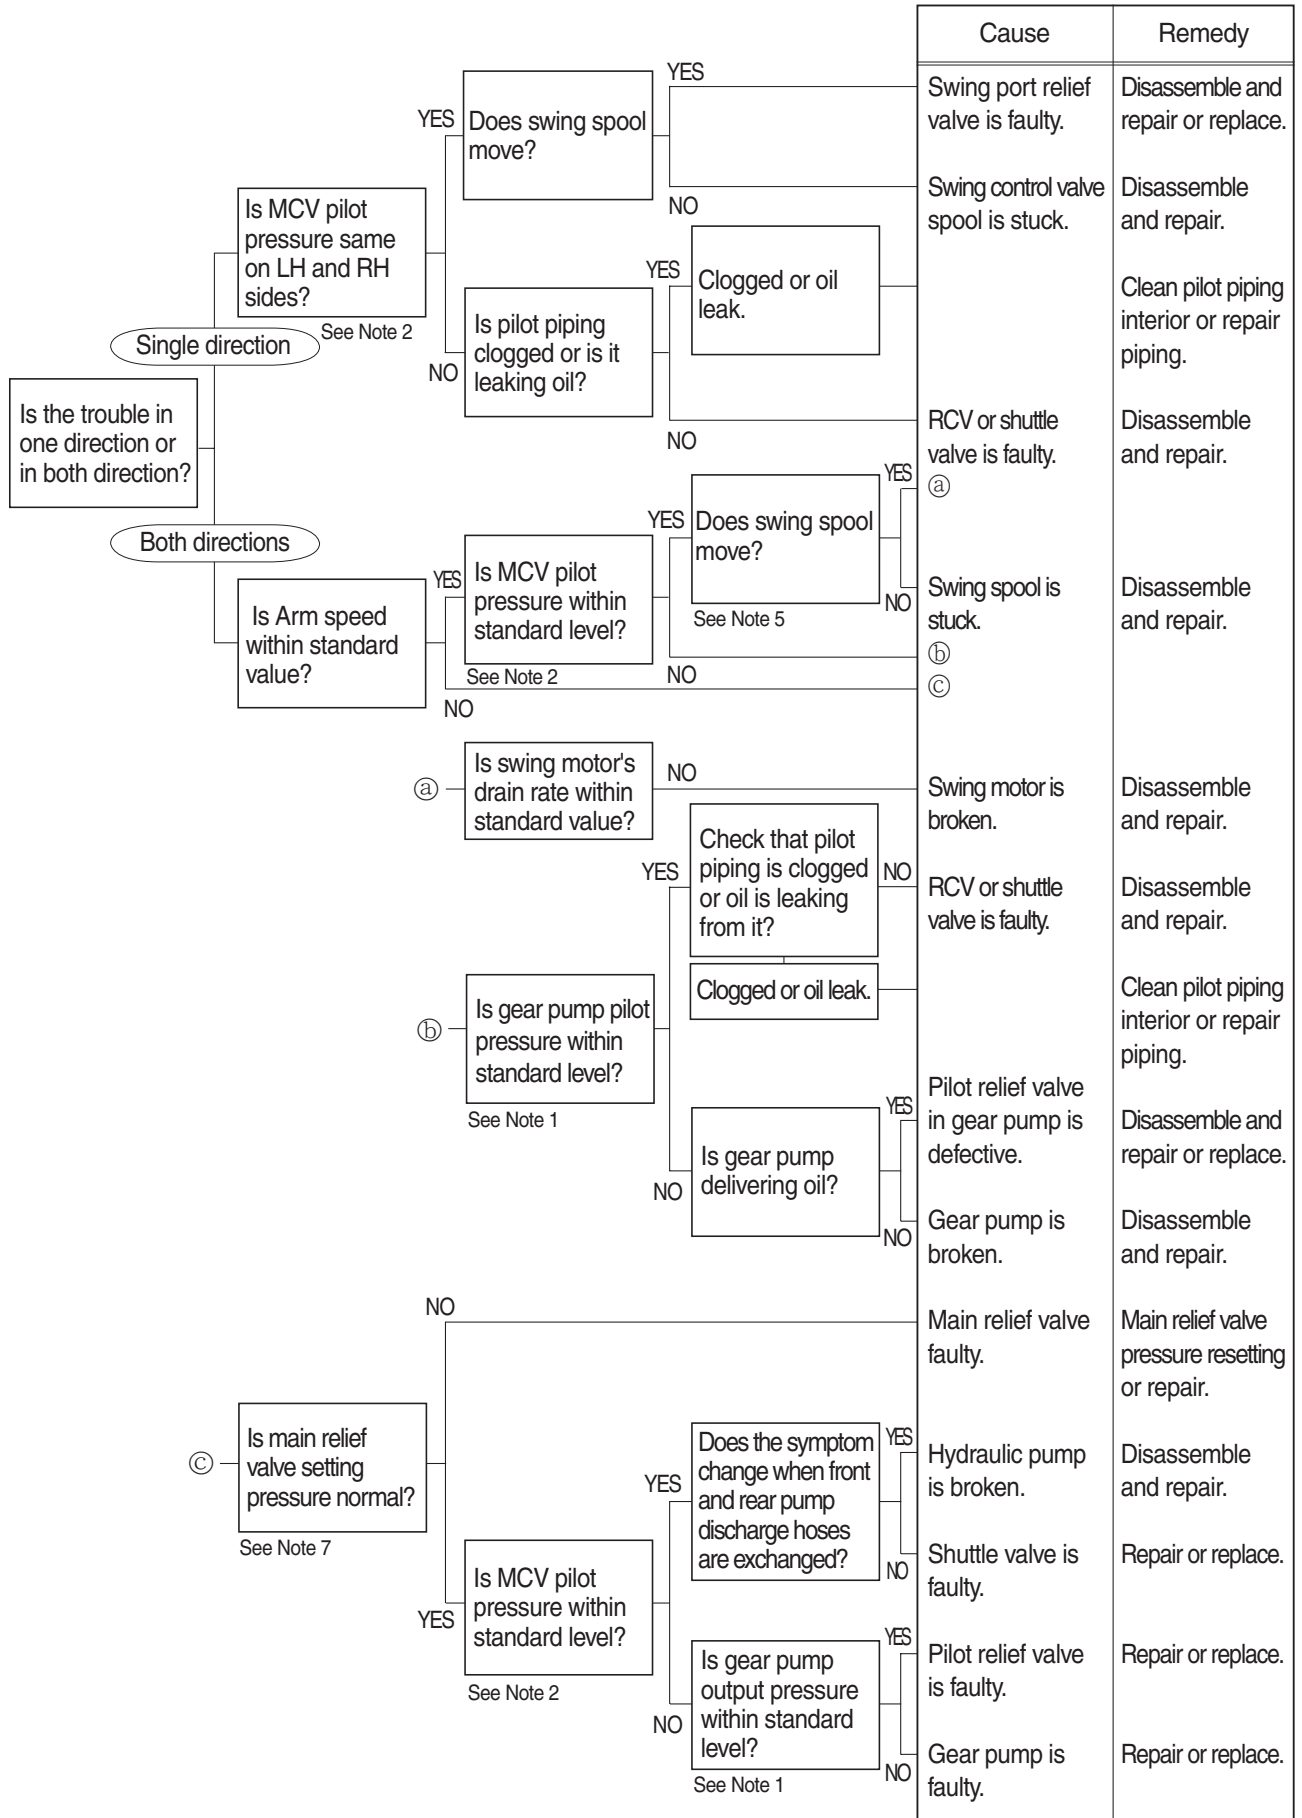 Cause
Remedy
YES
Swing port relief
valve is faulty.
Disassemble and
repair or replace.
YES
Does swing spool
move?
NO
Swing control valve
spool is stuck.
Disassemble
and repair.
Is MCV pilot
pressure same
on LH and RH
sides?
See Note 2
YES
Clogged or oil
leak.
Clean pilot piping
interior or repair
piping.
Single direction
NO
Is pilot piping
clogged or is it
leaking oil?
NO
RCV or shuttle
valve is faulty.
Disassemble
and repair.
Is the trouble in
one direction or
in both direction?
YES
ⓐ
Both directions
YES
Does swing spool
move?
See Note 5
NO
Swing spool is
stuck.
Disassemble
and repair.
YES
Is MCV pilot
pressure within
standard level?
See Note 2
NO
ⓑ
Is Arm speed
within standard
value?
NO
ⓒ
ⓐ
Is swing motor's
drain rate within
standard value?
NO
Swing motor is
broken.
Disassemble
and repair.
YES
Check that pilot
piping is clogged
or oil is leaking
from it?
NO
RCV or shuttle
valve is faulty.
Disassemble
and repair.
Clogged or oil leak.
Clean pilot piping
interior or repair
piping.
ⓑ
Is gear pump pilot
pressure within
standard level?
See Note 1
YES
Pilot relief valve
in gear pump is
defective.
Disassemble and
repair or replace.
NO
Is gear pump
delivering oil?
NO
Gear pump is
broken.
Disassemble
and repair.
NO
Main relief valve
faulty.
Main relief valve
pressure resetting
or repair.
ⓒ
Is main relief
valve setting
pressure normal?
See Note 7
YES
Does the symptom
change when front
and rear pump
discharge hoses
are exchanged?
YES
Hydraulic pump
is broken.
Disassemble
and repair.
NO
Shuttle valve is
faulty.
Repair or replace.
YES
Is MCV pilot
pressure within
standard level?
See Note 2
NO
Is gear pump
output pressure
within standard
level?
See Note 1
YES
Pilot relief valve
is faulty.
Repair or replace.
NO
Gear pump is
faulty.
Repair or replace.